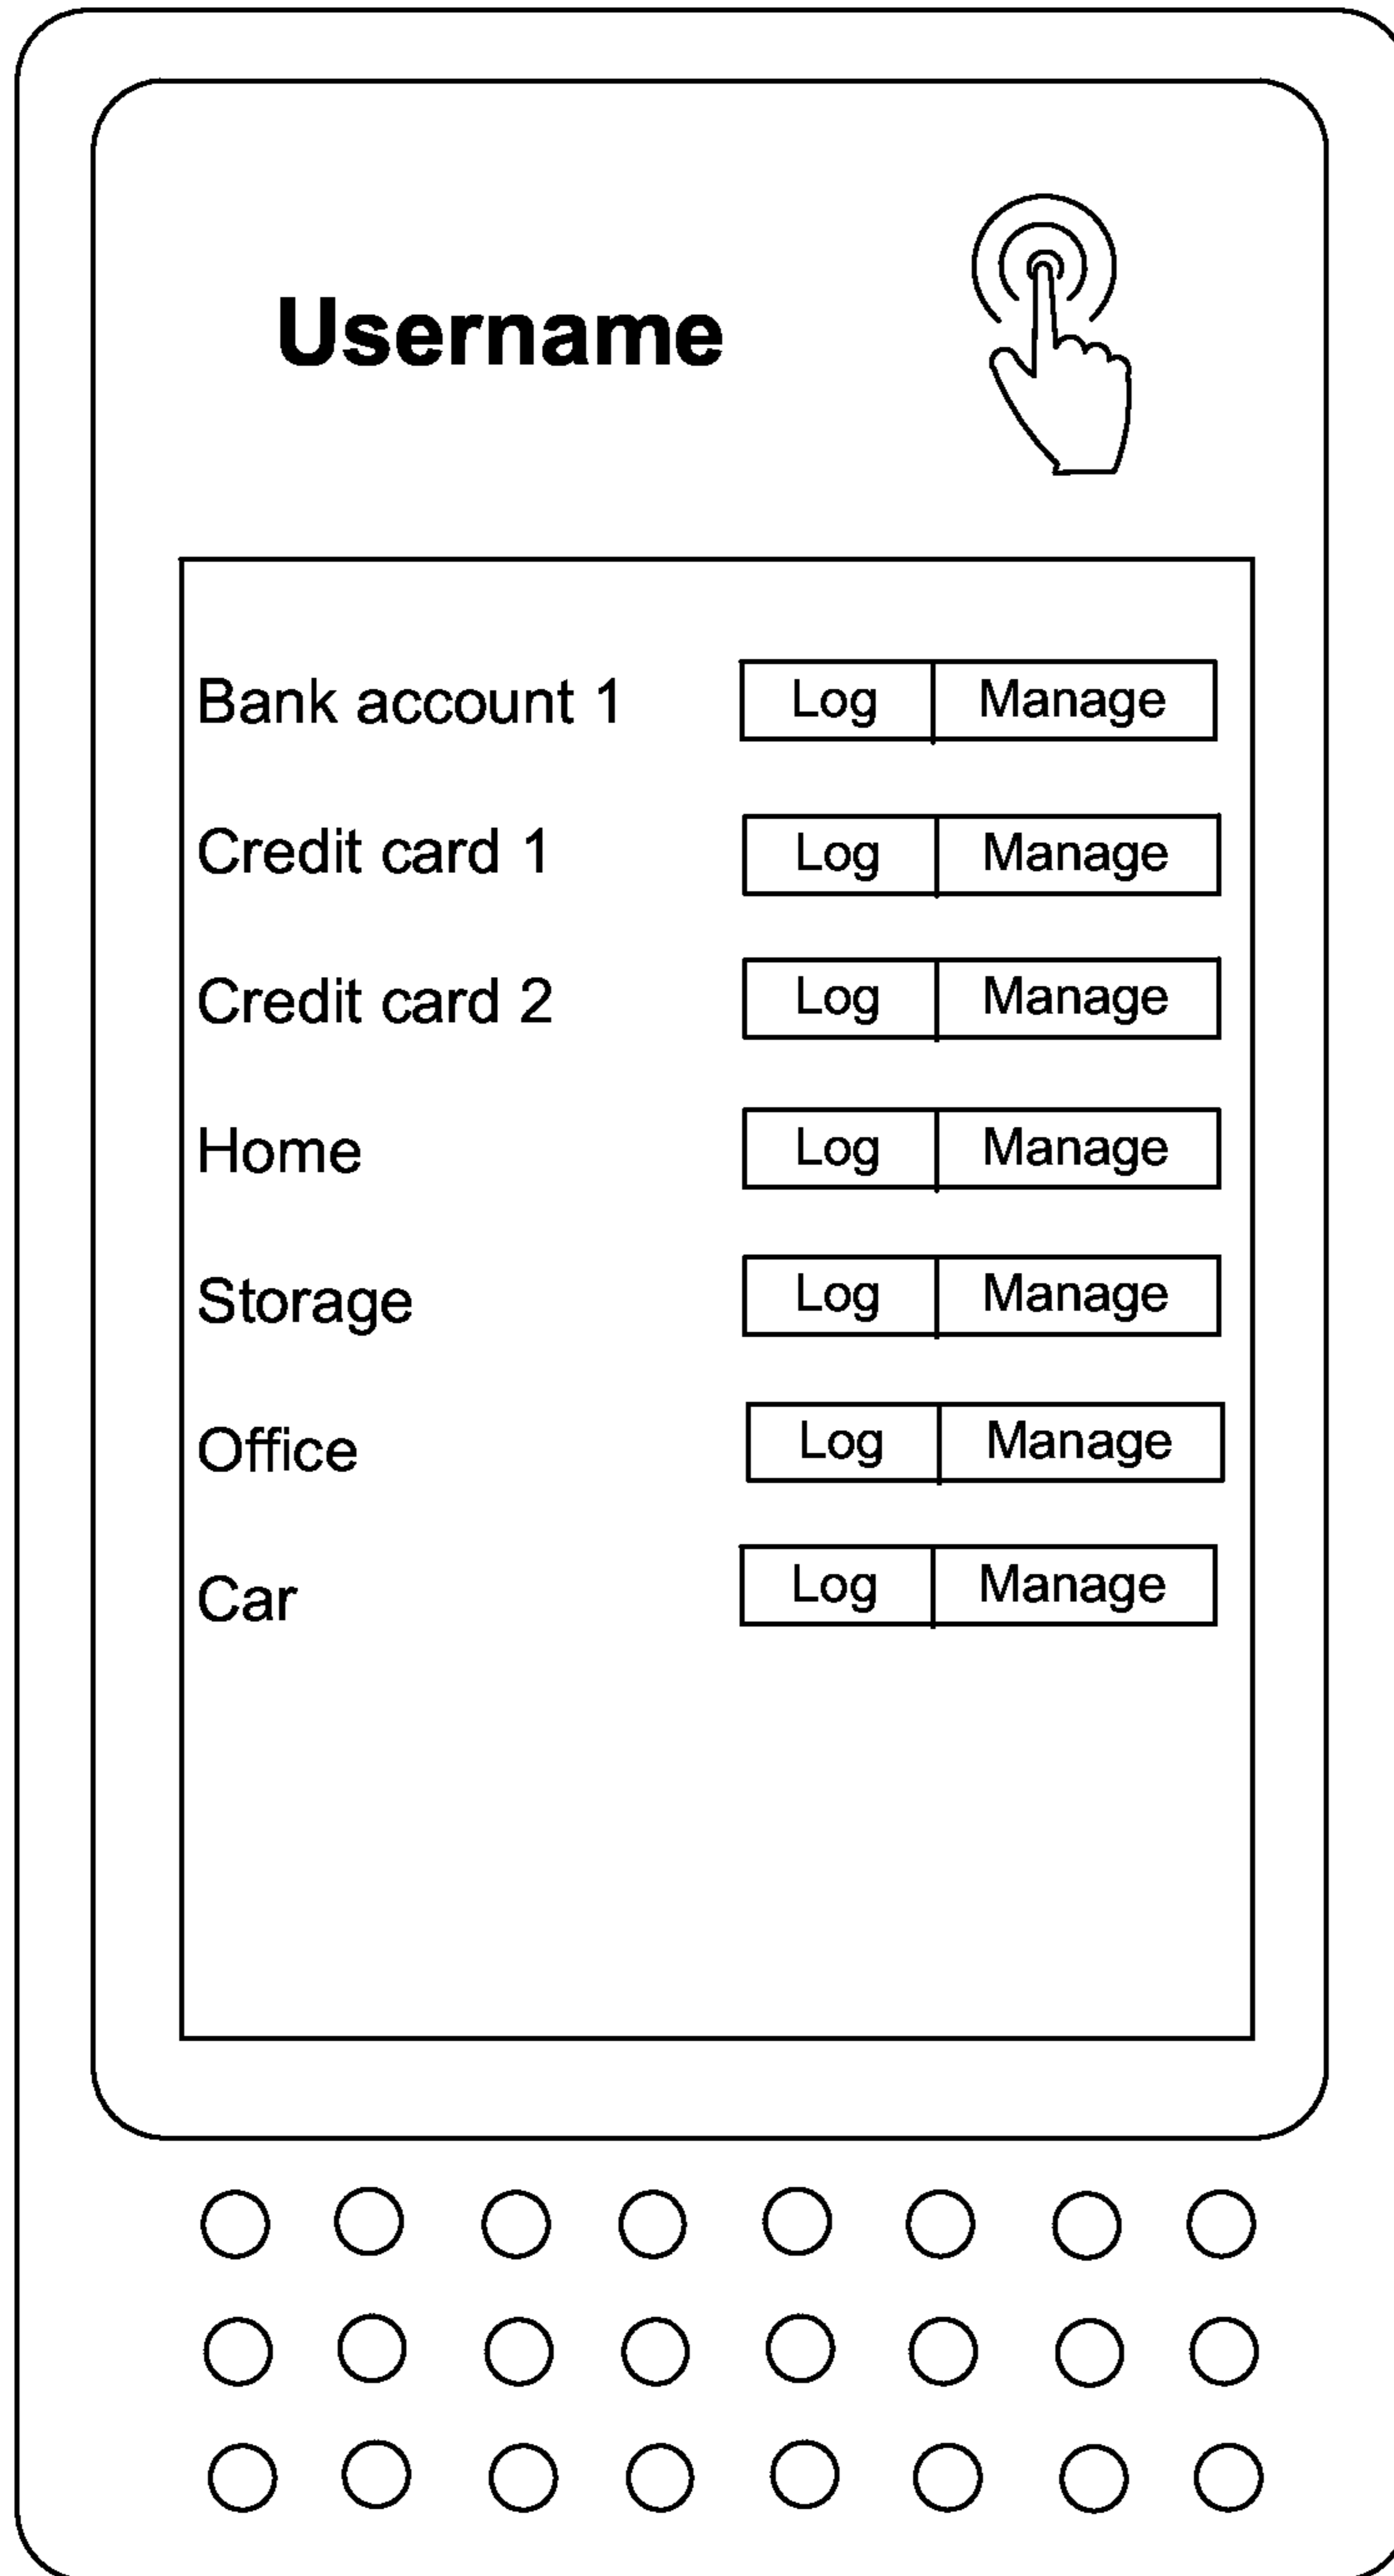 Username
Bank account 1 Log Manage
Credit card 1 Log Manage
Credit card 2 Log Manage
Home Log Manage
Storage Log Manage
Office Log Manage
Car Log Manage